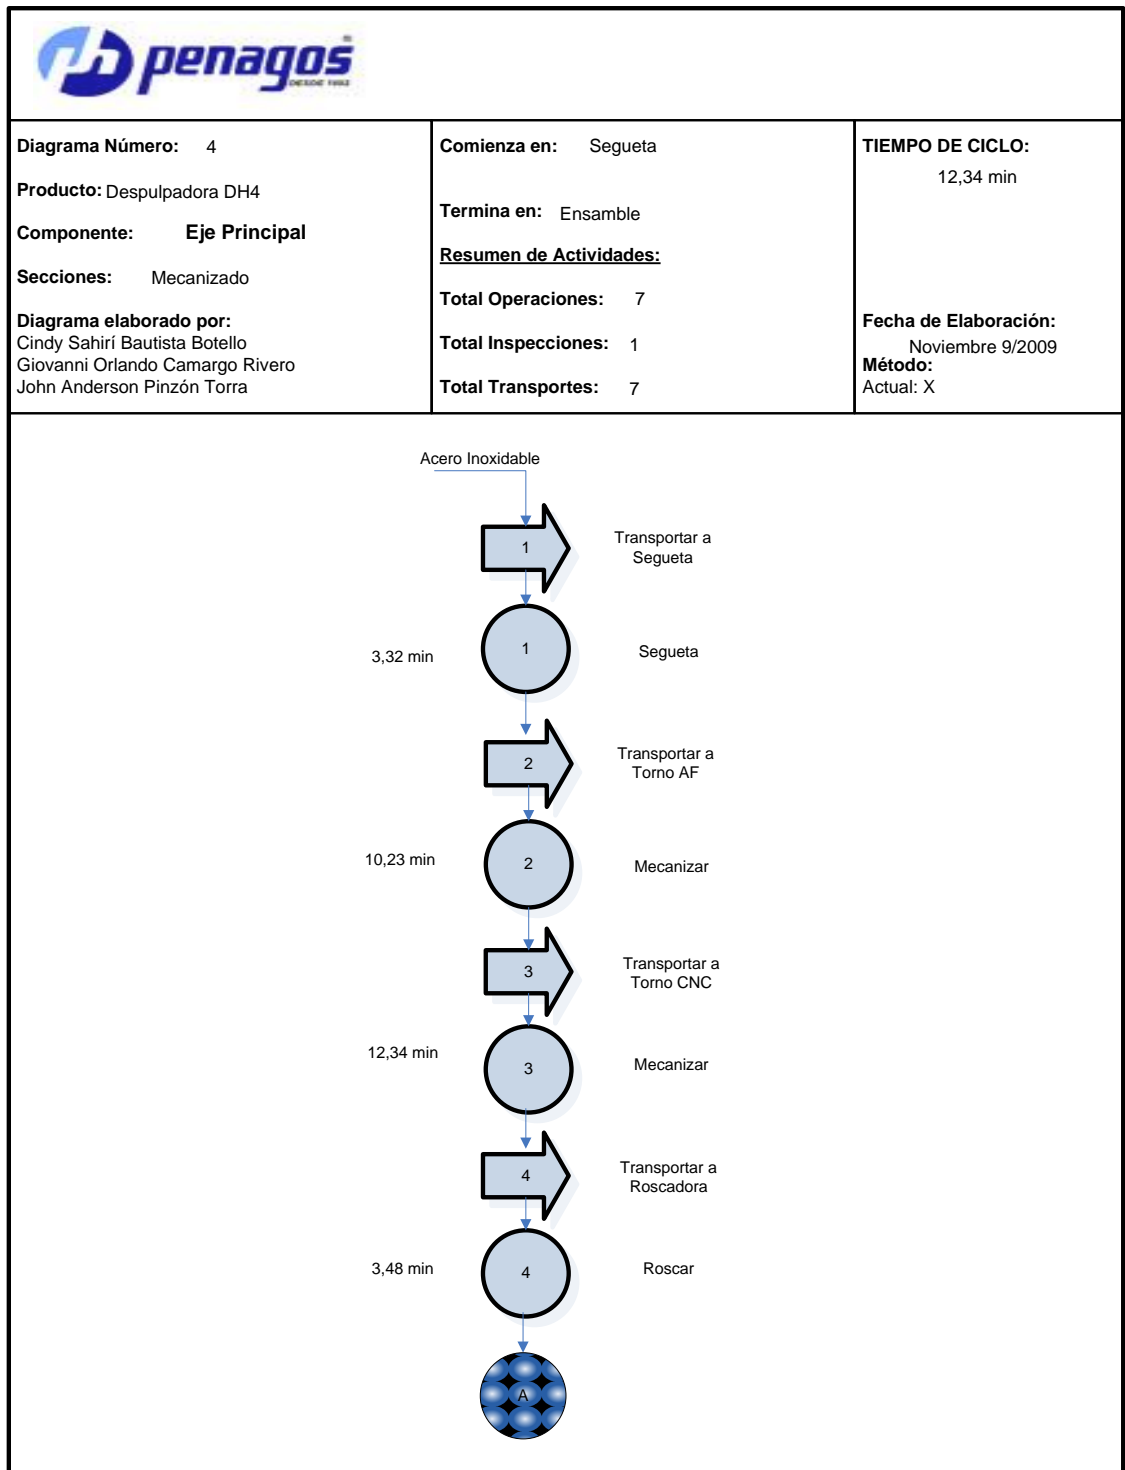 penagos
DESDE 1892
Diagrama Número: 4
Producto: Despulpadora DH4
Componente: Eje Principal
Secciones: Mecanizado
Diagrama elaborado por:
Cindy Sahirí Bautista Botello
Giovanni Orlando Camargo Rivero
John Anderson Pinzón Torra
Comienza en: Segueta
Termina en: Ensamble
Resumen de Actividades:
Total Operaciones: 7
Total Inspecciones: 1
Total Transportes: 7
TIEMPO DE CICLO:
12,34 min
Fecha de Elaboración:
Noviembre 9/2009
Método:
Actual: X
Acero Inoxidable
1
Transportar a
Segueta
3,32 min
1
Segueta
2
Transportar a
Torno AF
10,23 min
2
Mecanizar
3
Transportar a
Torno CNC
12,34 min
3
Mecanizar
4
Transportar a
Roscadora
3,48 min
4
Roscar
A